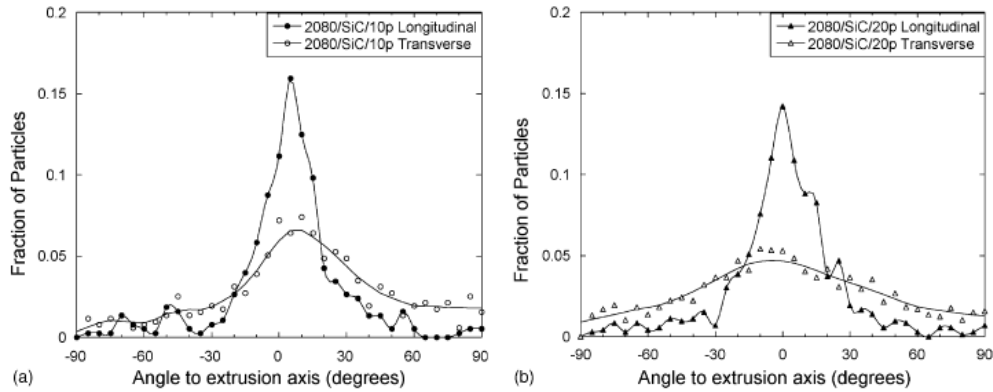 2080/SiC/10p Longitudinal
2080/SiC/10p Transverse
0.2
0.15
0.1
0.05
0
Fraction of Particles
-90 -60 -30 0 30 60 90
(a) Angle to extrusion axis (degrees)
2080/SiC/20p Longitudinal
2080/SiC/20p Transverse
0.2
0.15
0.1
0.05
0
Fraction of Particles
-90 -60 -30 0 30 60 90
(b) Angle to extrusion axis (degrees)